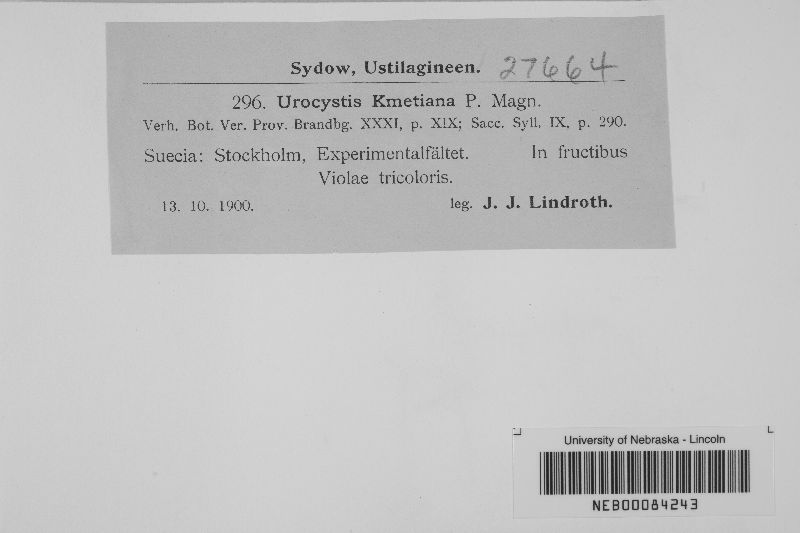 Sydow, Ustilagineen. 27664
296. Urocystis Kmetiana P. Magn.
Verh. Bot. Ver. Prov. Brandbg. XXXI, p. XIX; Sacc. Syll. IX, p. 290.
Suecia: Stockholm, Experimentalfältet. In fructibus
Violae tricoloris.
13. 10. 1900. leg. J. J. Lindroth.
University of Nebraska - Lincoln
NEB00084243